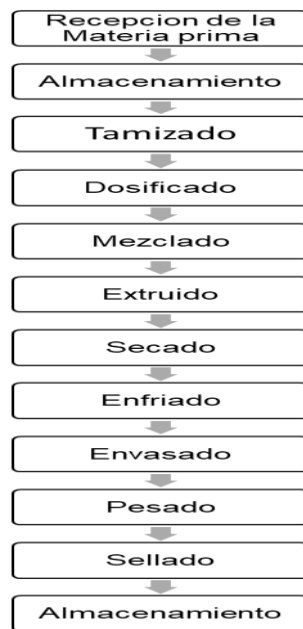 Recepcion de la
Materia prima
Almacenamiento
Tamizado
Dosificado
Mezclado
Extruido
Secado
Enfriado
Envasado
Pesado
Sellado
Almacenamiento